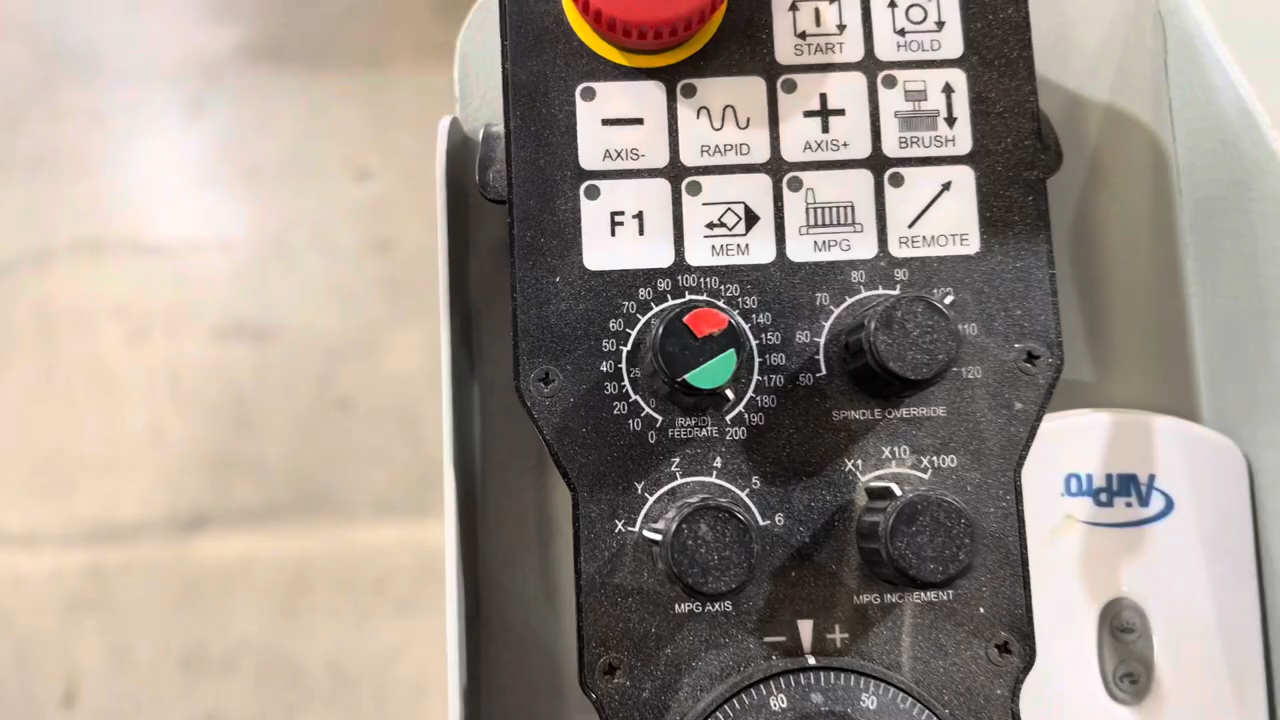 START HOLD
AXIS- RAPID AXIS+ BRUSH
F1 MEM MPG REMOTE
0 10 20 30 40 50 60 70 80 90 100 110 120 130 140 150 160 170 180 190 200
0 25 5
(RAPID)
FEEDRATE
50 60 70 80 90 100 110 120
SPINDLE OVERRIDE
X Y Z 4 5 6
MPG AXIS
X1 X10 X100
MPG INCREMENT
AirPro
- +
60 50